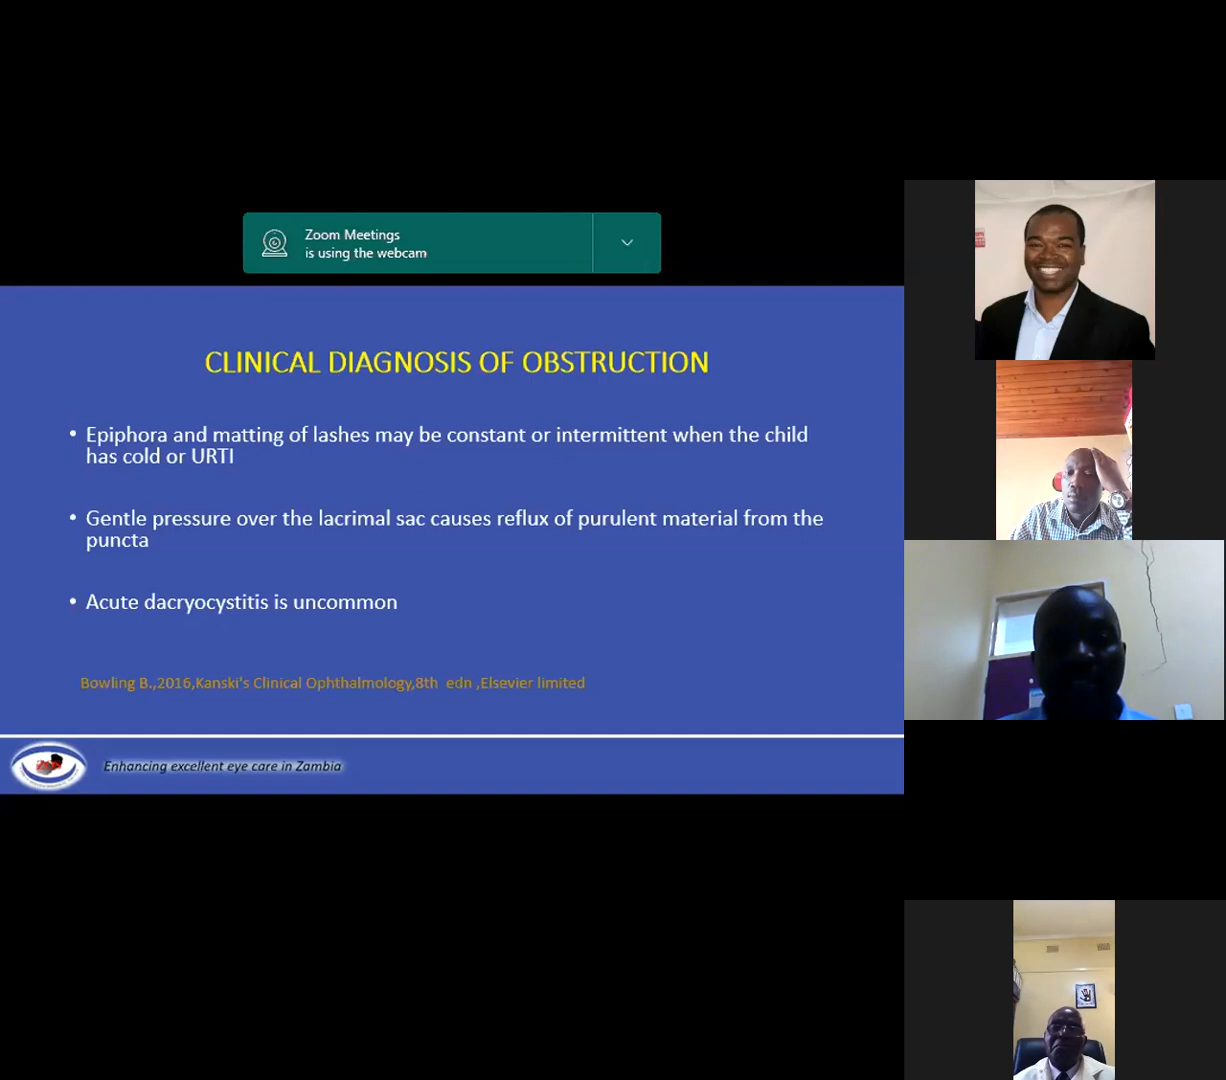 Zoom Meetings
is using the webcam
CLINICAL DIAGNOSIS OF OBSTRUCTION
• Epiphora and matting of lashes may be constant or intermittent when the child
has cold or URTI
• Gentle pressure over the lacrimal sac causes reflux of purulent material from the
puncta
• Acute dacryocystitis is uncommon
Bowling B.,2016,Kanski's Clinical Ophthalmology,8th edn ,Elsevier limited
Enhancing excellent eye care in Zambia